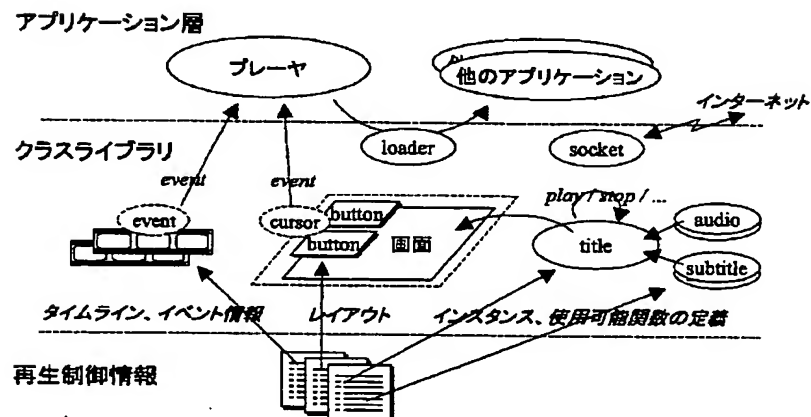 アプリケーション層
プレーヤ
他のアプリケーション
インターネット
クラスライブラリ
loader
socket
event
event
play / stop / ...
event
cursor
button
button
画面
title
audio
subtitle
タイムライン、イベント情報
レイアウト
インスタンス、使用可能関数の定義
再生制御情報